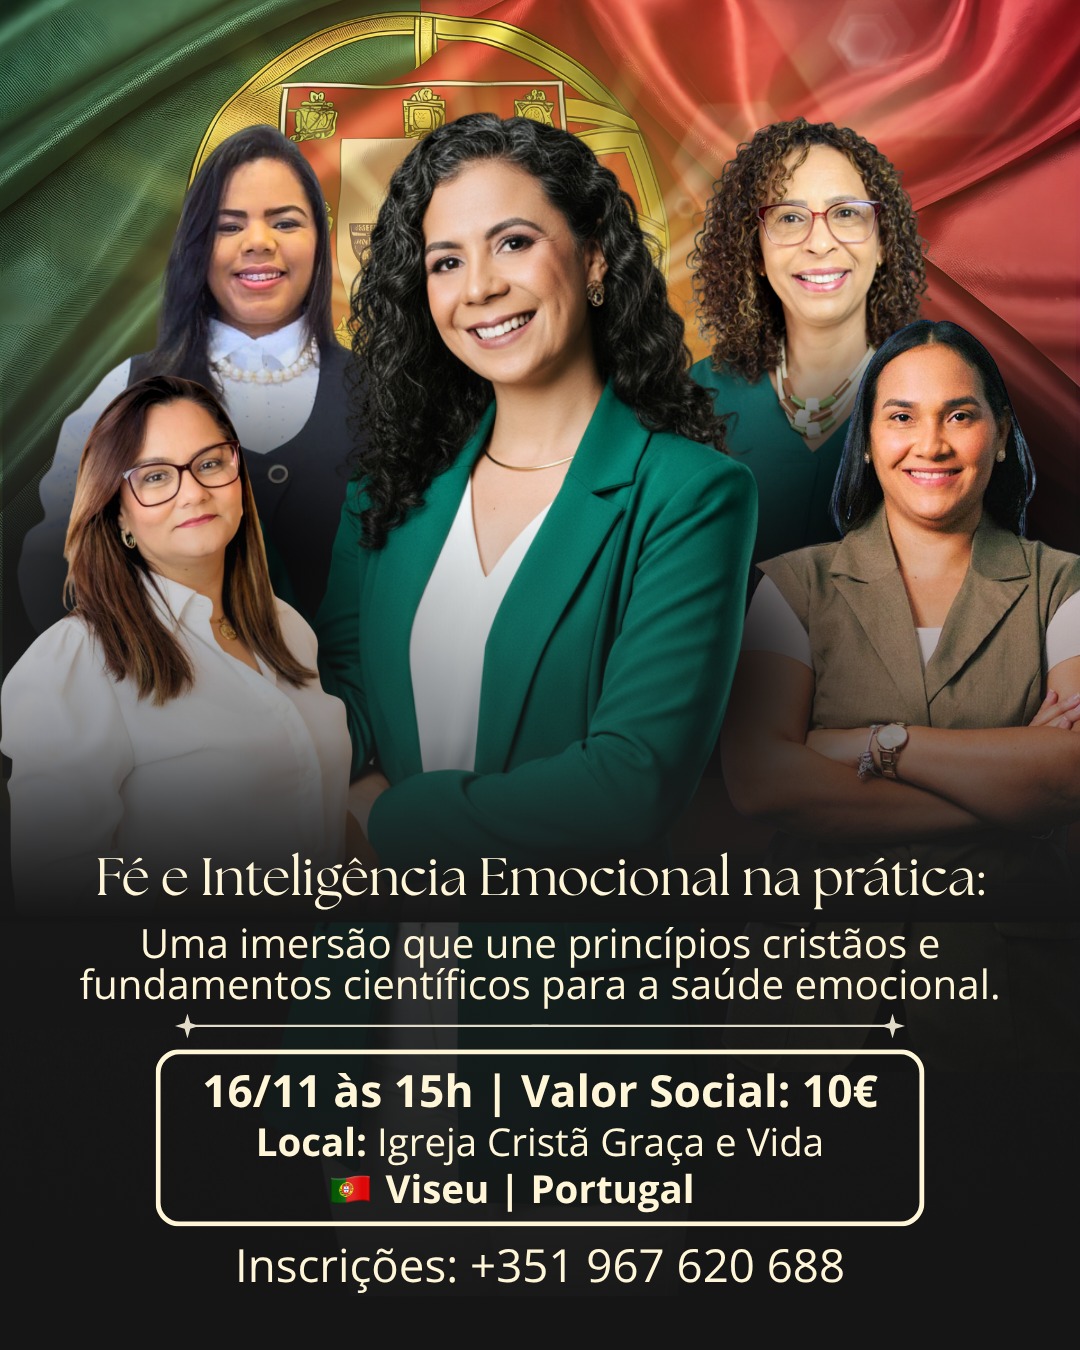 Fé e Inteligência Emocional na prática:
Uma imersão que une princípios cristãos e
fundamentos científicos para a saúde emocional.
16/11 às 15h | Valor Social: 10€
Local: Igreja Cristã Graça e Vida
🇵🇹 Viseu | Portugal
Inscrições: +351 967 620 688